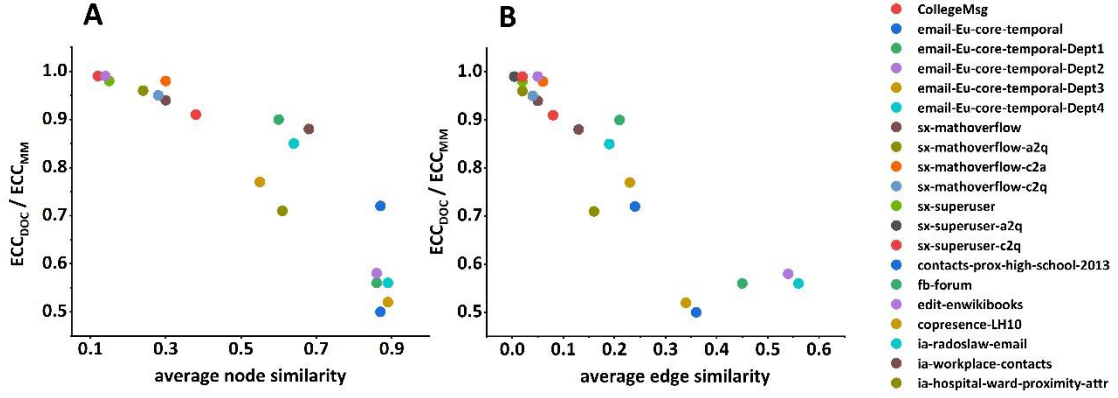 A
ECC_DOC / ECC_MM
1.0
0.9
0.8
0.7
0.6
0.5
0.1
0.3
0.5
0.7
0.9
average node similarity
B
ECC_DOC / ECC_MM
1.0
0.9
0.8
0.7
0.6
0.5
0.0
0.1
0.2
0.3
0.4
0.5
0.6
average edge similarity
CollegeMsg
email-Eu-core-temporal
email-Eu-core-temporal-Dept1
email-Eu-core-temporal-Dept2
email-Eu-core-temporal-Dept3
email-Eu-core-temporal-Dept4
sx-mathoverflow
sx-mathoverflow-a2q
sx-mathoverflow-c2a
sx-mathoverflow-c2q
sx-superuser
sx-superuser-a2q
sx-superuser-c2q
contacts-prox-high-school-2013
fb-forum
edit-enwikibooks
copresence-LH10
ia-radoslaw-email
ia-workplace-contacts
ia-hospital-ward-proximity-attr